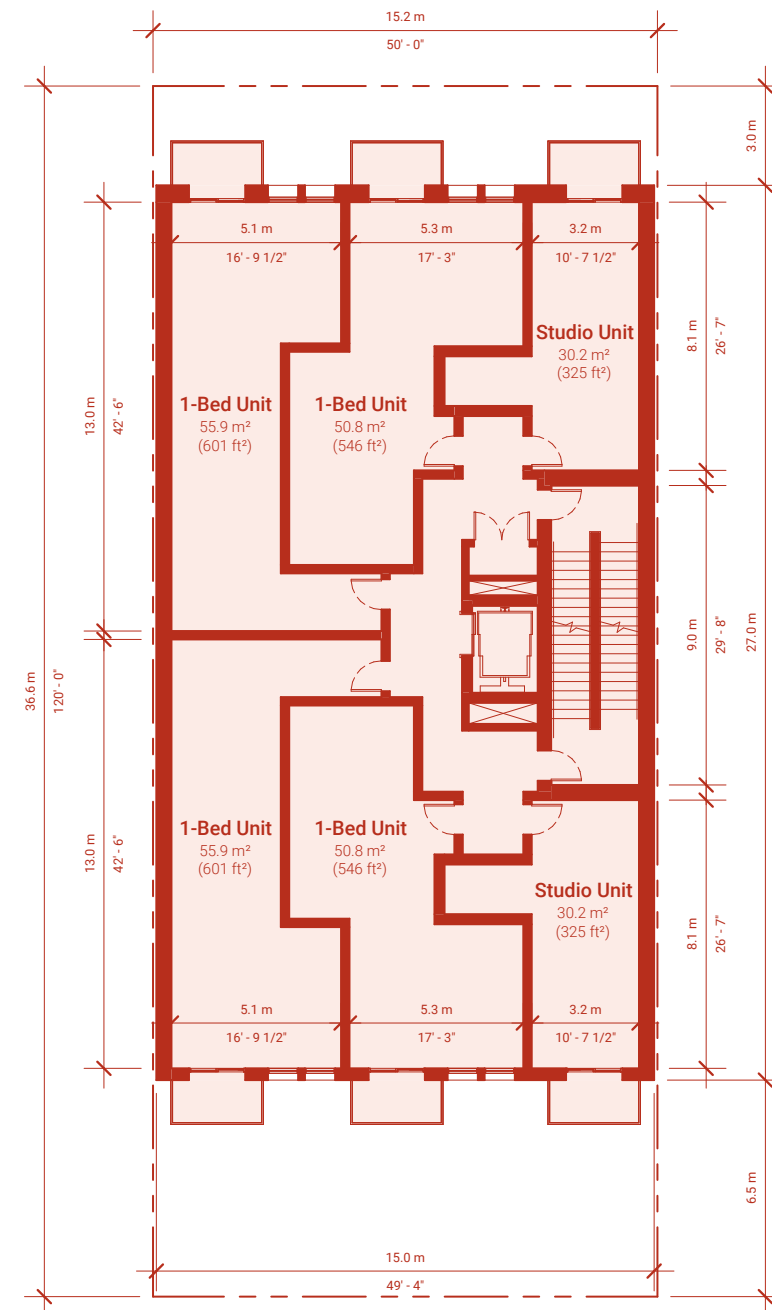 15.2 m
50' - 0"
3.0 m
5.1 m
16' - 9 1/2"
5.3 m
17' - 3"
3.2 m
10' - 7 1/2"
Studio Unit
30.2 m²
(325 ft²)
8.1 m
26' - 7"
1-Bed Unit
55.9 m²
(601 ft²)
1-Bed Unit
50.8 m²
(546 ft²)
13.0 m
42' - 6"
36.6 m
120' - 0"
9.0 m
29' - 8"
27.0 m
1-Bed Unit
55.9 m²
(601 ft²)
1-Bed Unit
50.8 m²
(546 ft²)
13.0 m
42' - 6"
Studio Unit
30.2 m²
(325 ft²)
8.1 m
26' - 7"
5.1 m
16' - 9 1/2"
5.3 m
17' - 3"
3.2 m
10' - 7 1/2"
6.5 m
15.0 m
49' - 4"